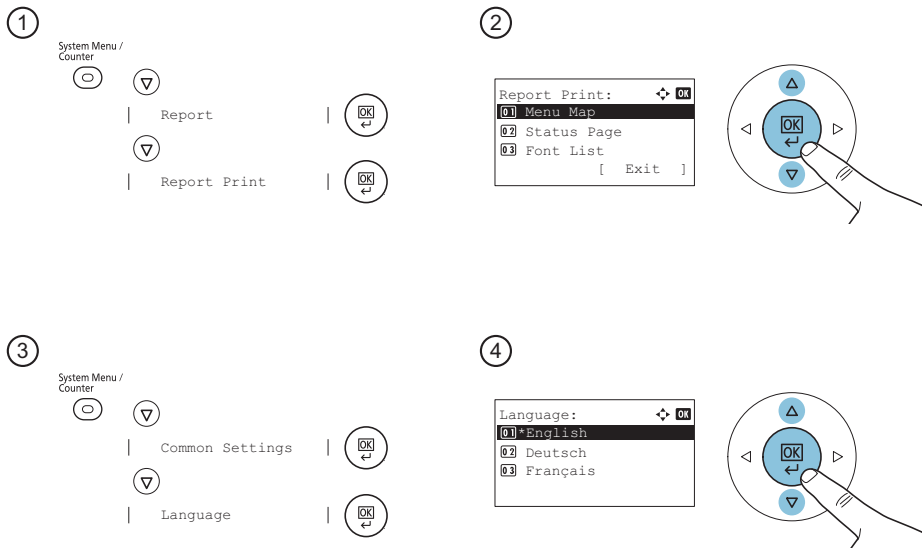 1
System Menu /
Counter
Report
OK
Report Print
OK
2
Report Print: OK
01 Menu Map
02 Status Page
03 Font List
[ Exit ]
OK
3
System Menu /
Counter
Common Settings
OK
Language
OK
4
Language: OK
01 *English
02 Deutsch
03 Français
OK